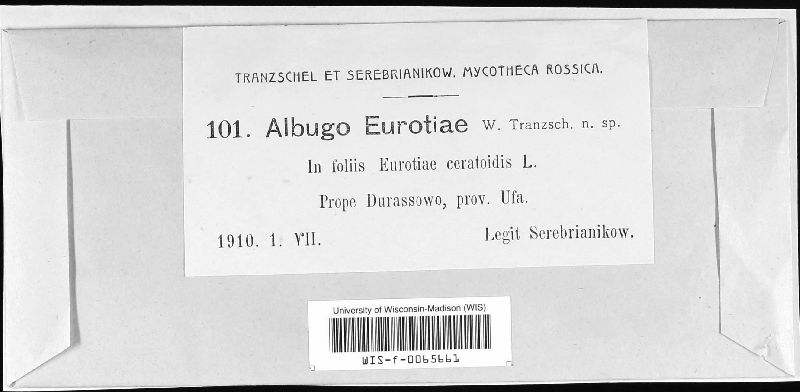 TRANZSCHEL ET SEREBRIANIKOW. MYCOTHECA ROSSICA.
101. Albugo Eurotiae W. Tranzsch. n. sp.
In foliis Eurotiae ceratoidis L.
Prope Durassowo, prov. Ufa.
1910. 1. VII. Legit Serebrianikow.
University of Wisconsin-Madison (WIS)
WIS-f-0065661